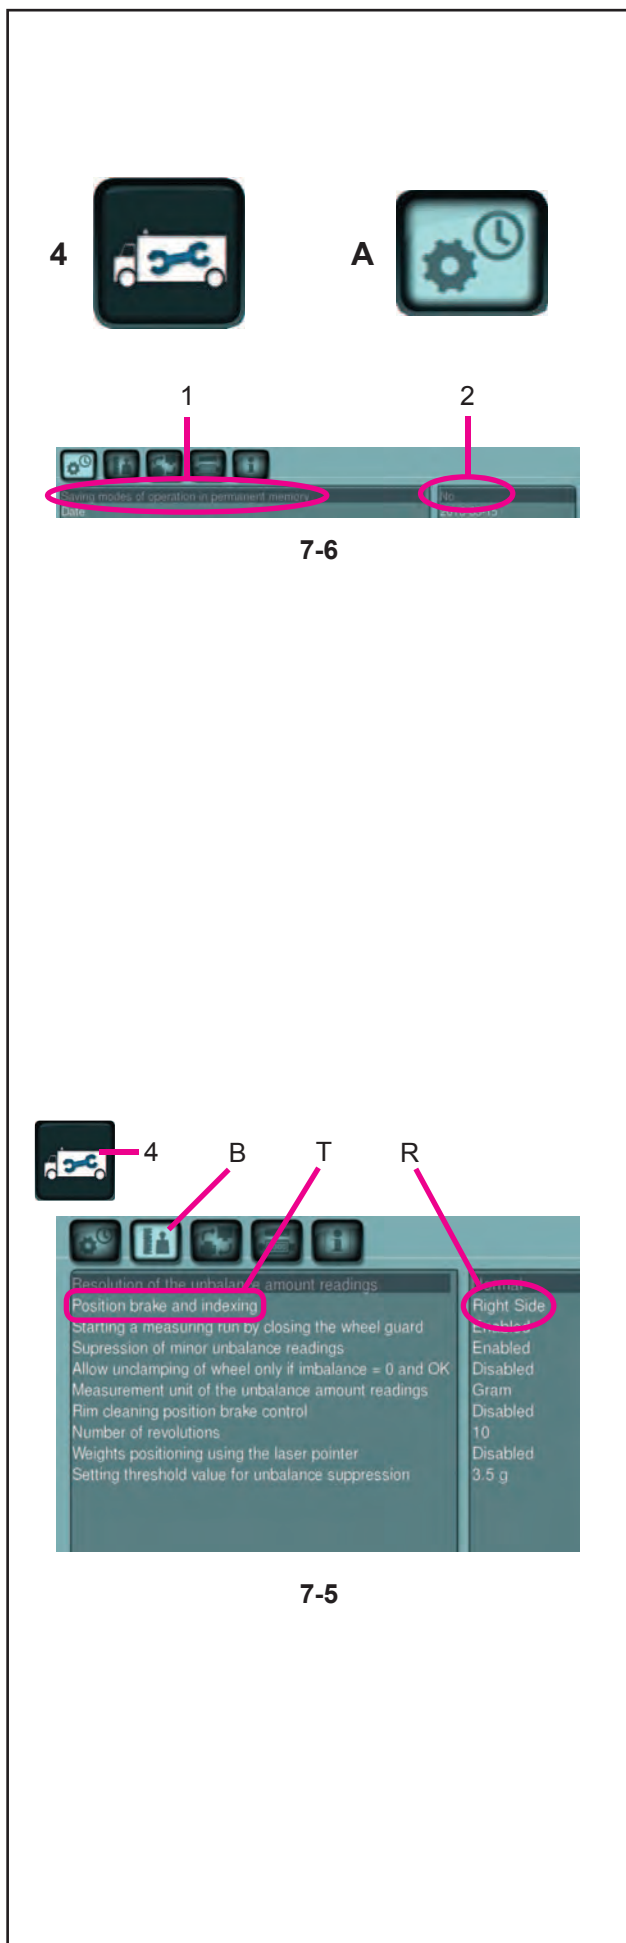 4
A
1
2
Saving modes of operation in permanent memory
No
Date
7-6
4
B
T
R
Resolution of the unbalance amount readings
Normal
Position brake and indexing
Right Side
Starting a measuring run by closing the wheel guard
Enabled
Supression of minor unbalance readings
Enabled
Allow unclamping of wheel only if imbalance = 0 and OK
Disabled
Measurement unit of the unbalance amount readings
Gram
Rim cleaning position brake control
Disabled
Number of revolutions
10
Weights positioning using the laser pointer
Disabled
Setting threshold value for unbalance suppression
3.5 g
7-5